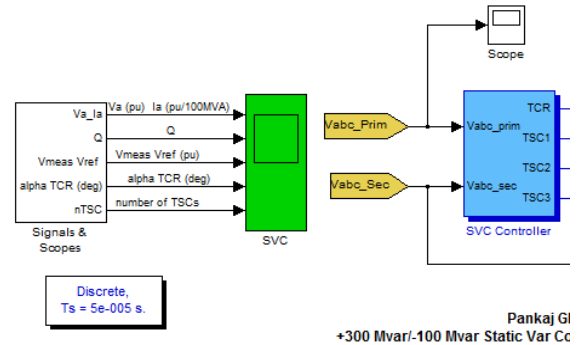 Scope
Va_Ia
Va (pu)   Ia (pu/100MVA)
Q
Q
Vmeas Vref
Vmeas Vref (pu)
alpha TCR (deg)
alpha TCR (deg)
nTSC
number of TSCs
Signals &
Scopes
SVC
Vabc_Prim
Vabc_Sec
Vabc_prim
Vabc_sec
TCR
TSC1
TSC2
TSC3
SVC Controller
Discrete,
Ts = 5e-005 s.
Pankaj
+300 Mvar/-100 Mvar Static Var